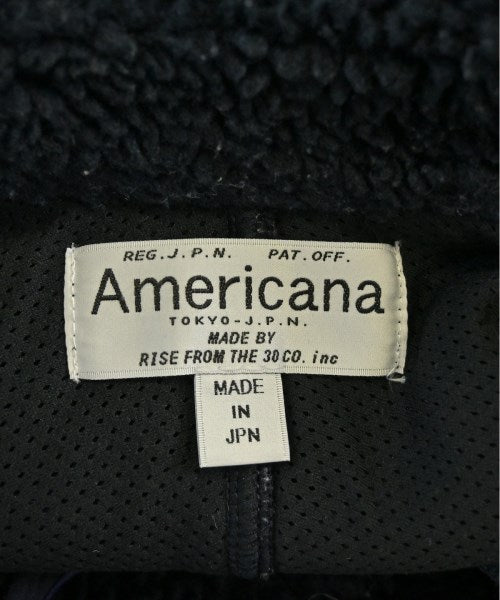 REG.J.P.N. PAT.OFF.
Americana
TOKYO-J.P.N.
MADE BY
RISE FROM THE 30 CO. inc
MADE
IN
JPN